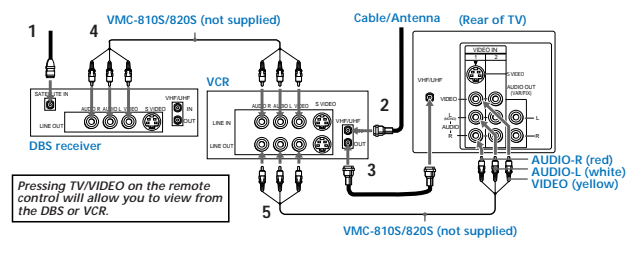 VMC-810S/820S (not supplied)
Cable/Antenna
(Rear of TV)
1
4
VIDEO IN
1 2
S VIDEO
VCR
VHF/UHF
AUDIO OUT
(VAR/FIX)
SATELLITE IN
VHF/UHF
AUDIO R AUDIO L VIDEO S VIDEO
IN
OUT
LINE OUT
AUDIO R AUDIO L VIDEO
S VIDEO
VHF/UHF
LINE IN
IN
OUT
LINE OUT
2
VIDEO
L
AUDIO
R
L
R
DBS receiver
3
AUDIO-R (red)
AUDIO-L (white)
VIDEO (yellow)
Pressing TV/VIDEO on the remote
control will allow you to view from
the DBS or VCR.
5
VMC-810S/820S (not supplied)